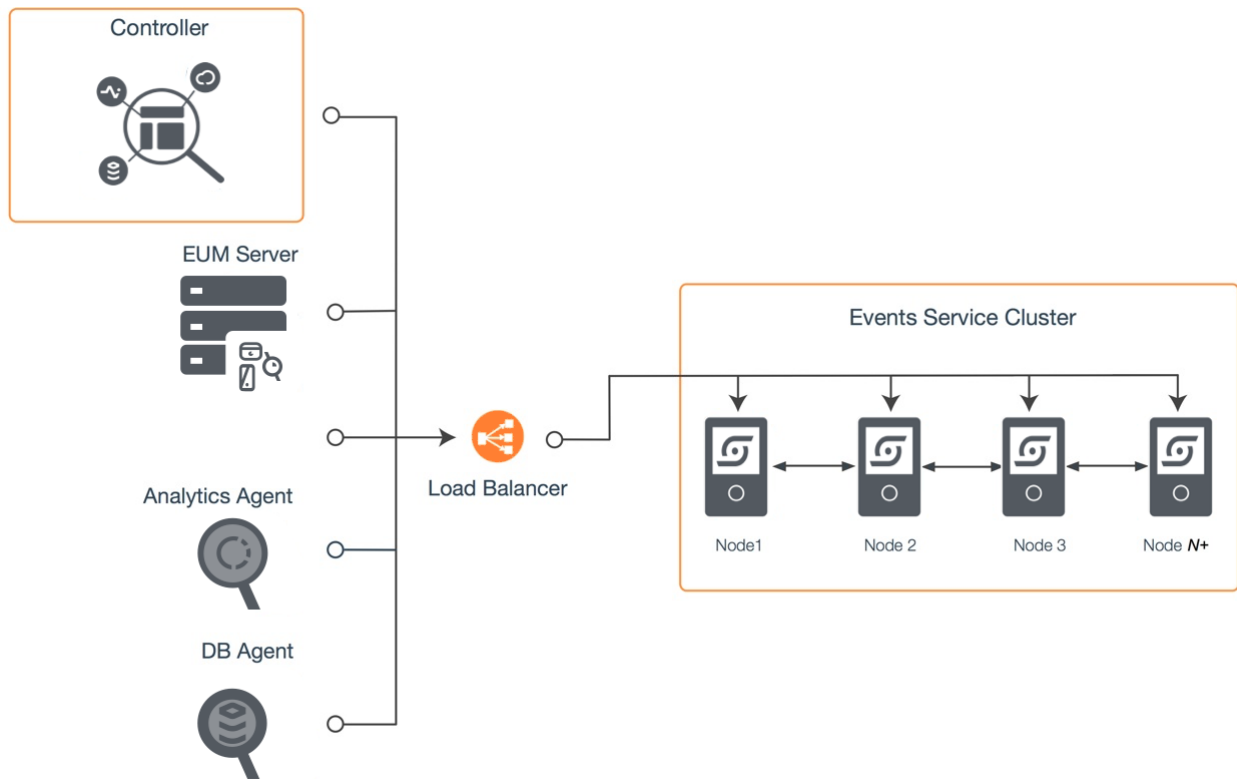 Controller
EUM Server
Events Service Cluster
Load Balancer
Analytics Agent
Node1
Node 2
Node 3
Node N+
DB Agent